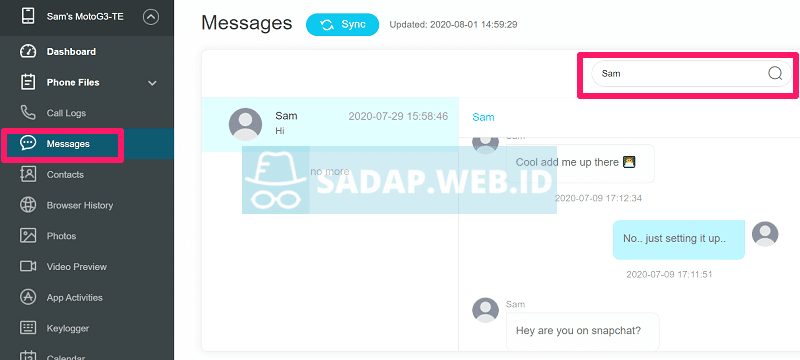 Sam's MotoG3-TE
Dashboard
Phone Files
Call Logs
Messages
Contacts
Browser History
Photos
Video Preview
App Activities
Keylogger
Calendar
Messages
Sync
Updated: 2020-08-01 14:59:29
Sam
Sam
2020-07-29 15:58:46
Hi
no more
SADAP.WEB.ID
Sam
Sam
Cool add me up there
2020-07-09 17:12:34
No.. just setting it up..
2020-07-09 17:11:51
Sam
Hey are you on snapchat?